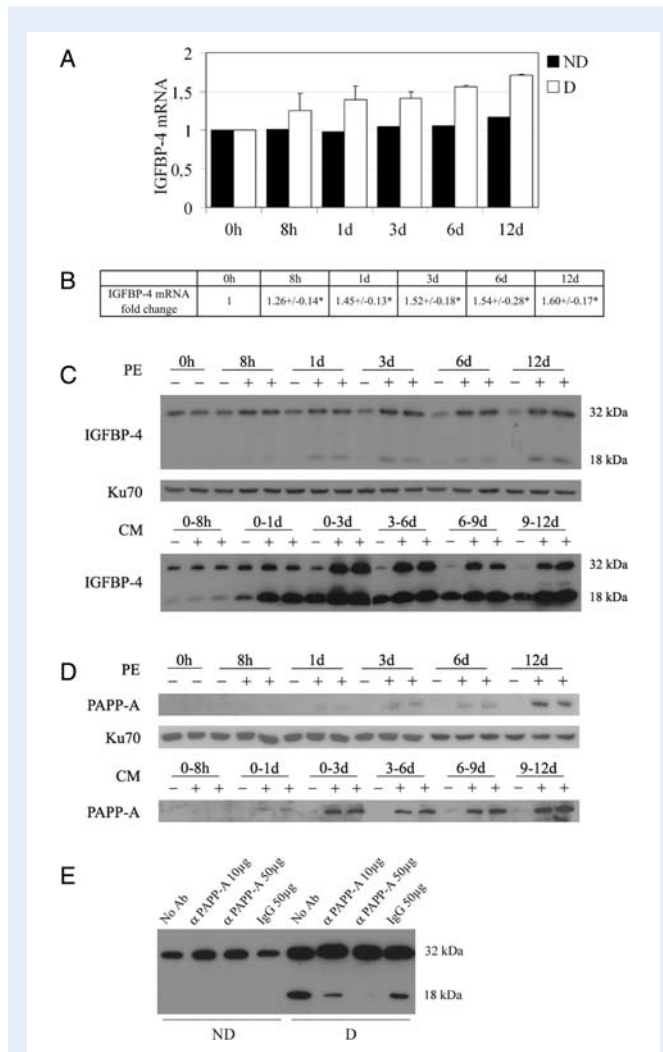 A
IGFBP-4 mRNA
2
1,5
1
0,5
0
0h 8h 1d 3d 6d 12d
ND
D
B
0h 8h 1d 3d 6d 12d
IGFBP-4 mRNA fold change 1 1.26+/-0.14* 1.45+/-0.13* 1.52+/-0.18* 1.54+/-0.28* 1.60+/-0.17*
C
PE 0h 8h 1d 3d 6d 12d
− − − + + − + + − + + − + + − + +
IGFBP-4 32 kDa
18 kDa
Ku70
CM 0-8h 0-1d 0-3d 3-6d 6-9d 9-12d
− + + − + + − + + − + + − + + − + +
IGFBP-4 32 kDa
18 kDa
D
PE 0h 8h 1d 3d 6d 12d
− − − + + − + + − + + − + + − + +
PAPP-A
Ku70
CM 0-8h 0-1d 0-3d 3-6d 6-9d 9-12d
− + + − + + − + + − + + − + + − + +
PAPP-A
E
No Ab α PAPP-A 10µg α PAPP-A 50µg IgG 50µg No Ab α PAPP-A 10µg α PAPP-A 50µg IgG 50µg
32 kDa
18 kDa
ND D